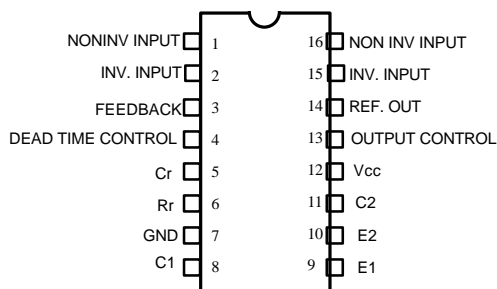 NONINV INPUT 1 16 NON INV INPUT
INV. INPUT 2 15 INV. INPUT
FEEDBACK 3 14 REF. OUT
DEAD TIME CONTROL 4 13 OUTPUT CONTROL
Cr 5 12 Vcc
Rr 6 11 C2
GND 7 10 E2
C1 8 9 E1